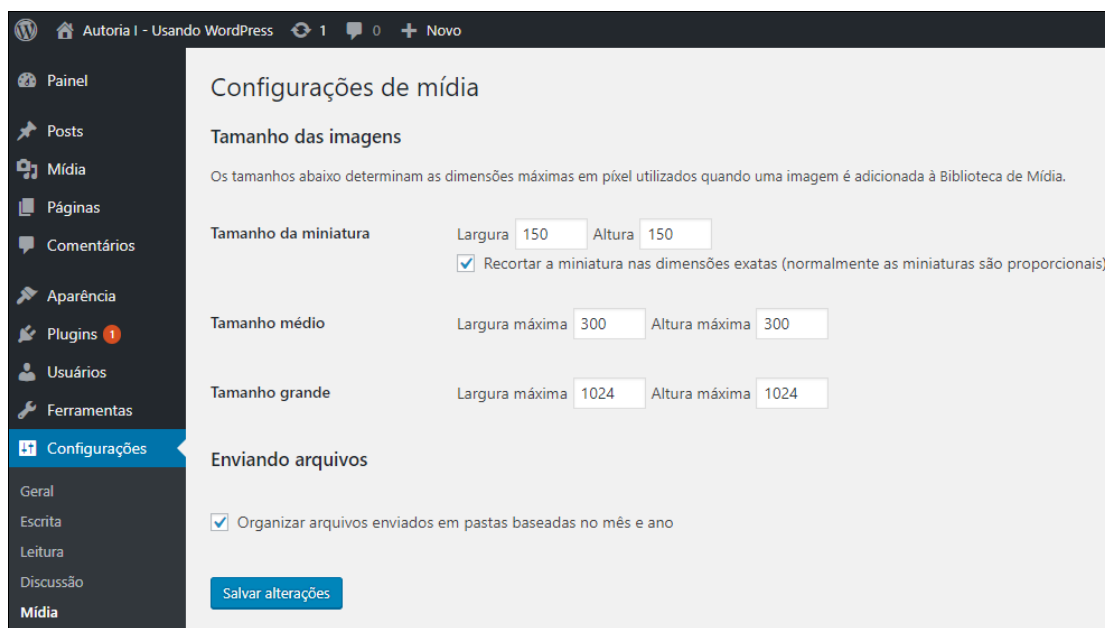 Autoria I - Usando WordPress 1 0 Novo
Painel
Posts
Mídia
Páginas
Comentários
Aparência
Plugins 1
Usuários
Ferramentas
Configurações
Geral
Escrita
Leitura
Discussão
Mídia
Configurações de mídia
Tamanho das imagens
Os tamanhos abaixo determinam as dimensões máximas em píxel utilizados quando uma imagem é adicionada à Biblioteca de Mídia.
Tamanho da miniatura Largura 150 Altura 150
Recortar a miniatura nas dimensões exatas (normalmente as miniaturas são proporcionais)
Tamanho médio Largura máxima 300 Altura máxima 300
Tamanho grande Largura máxima 1024 Altura máxima 1024
Enviando arquivos
Organizar arquivos enviados em pastas baseadas no mês e ano
Salvar alterações